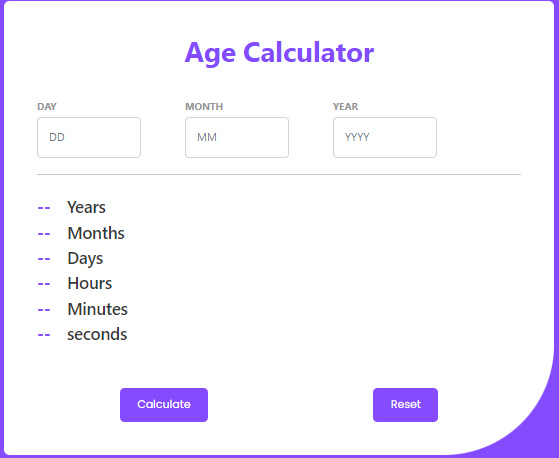 Age Calculator
DAY MONTH YEAR
DD MM YYYY
-- Years
-- Months
-- Days
-- Hours
-- Minutes
-- seconds
Calculate Reset